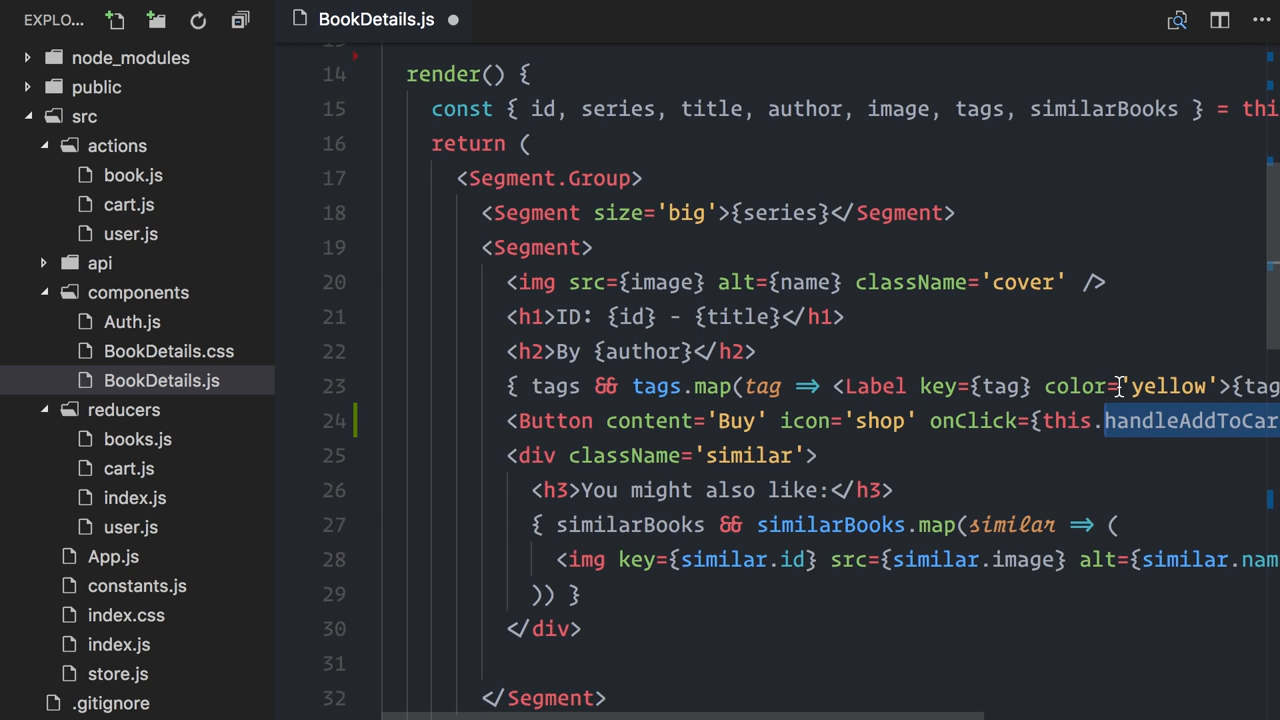 EXPLO...
BookDetails.js
node_modules
public
src
actions
book.js
cart.js
user.js
api
components
Auth.js
BookDetails.css
BookDetails.js
reducers
books.js
cart.js
index.js
user.js
App.js
constants.js
index.css
index.js
store.js
.gitignore
14 render() {
15 const { id, series, title, author, image, tags, similarBooks } = thi
16 return (
17 <Segment.Group>
18 <Segment size='big'>{series}</Segment>
19 <Segment>
20 <img src={image} alt={name} className='cover' />
21 <h1>ID: {id} - {title}</h1>
22 <h2>By {author}</h2>
23 { tags && tags.map(tag => <Label key={tag} color='yellow'>{tag
24 <Button content='Buy' icon='shop' onClick={this.handleAddToCar
25 <div className='similar'>
26 <h3>You might also like:</h3>
27 { similarBooks && similarBooks.map(similar => (
28 <img key={similar.id} src={similar.image} alt={similar.nam
29 )) }
30 </div>
31
32 </Segment>